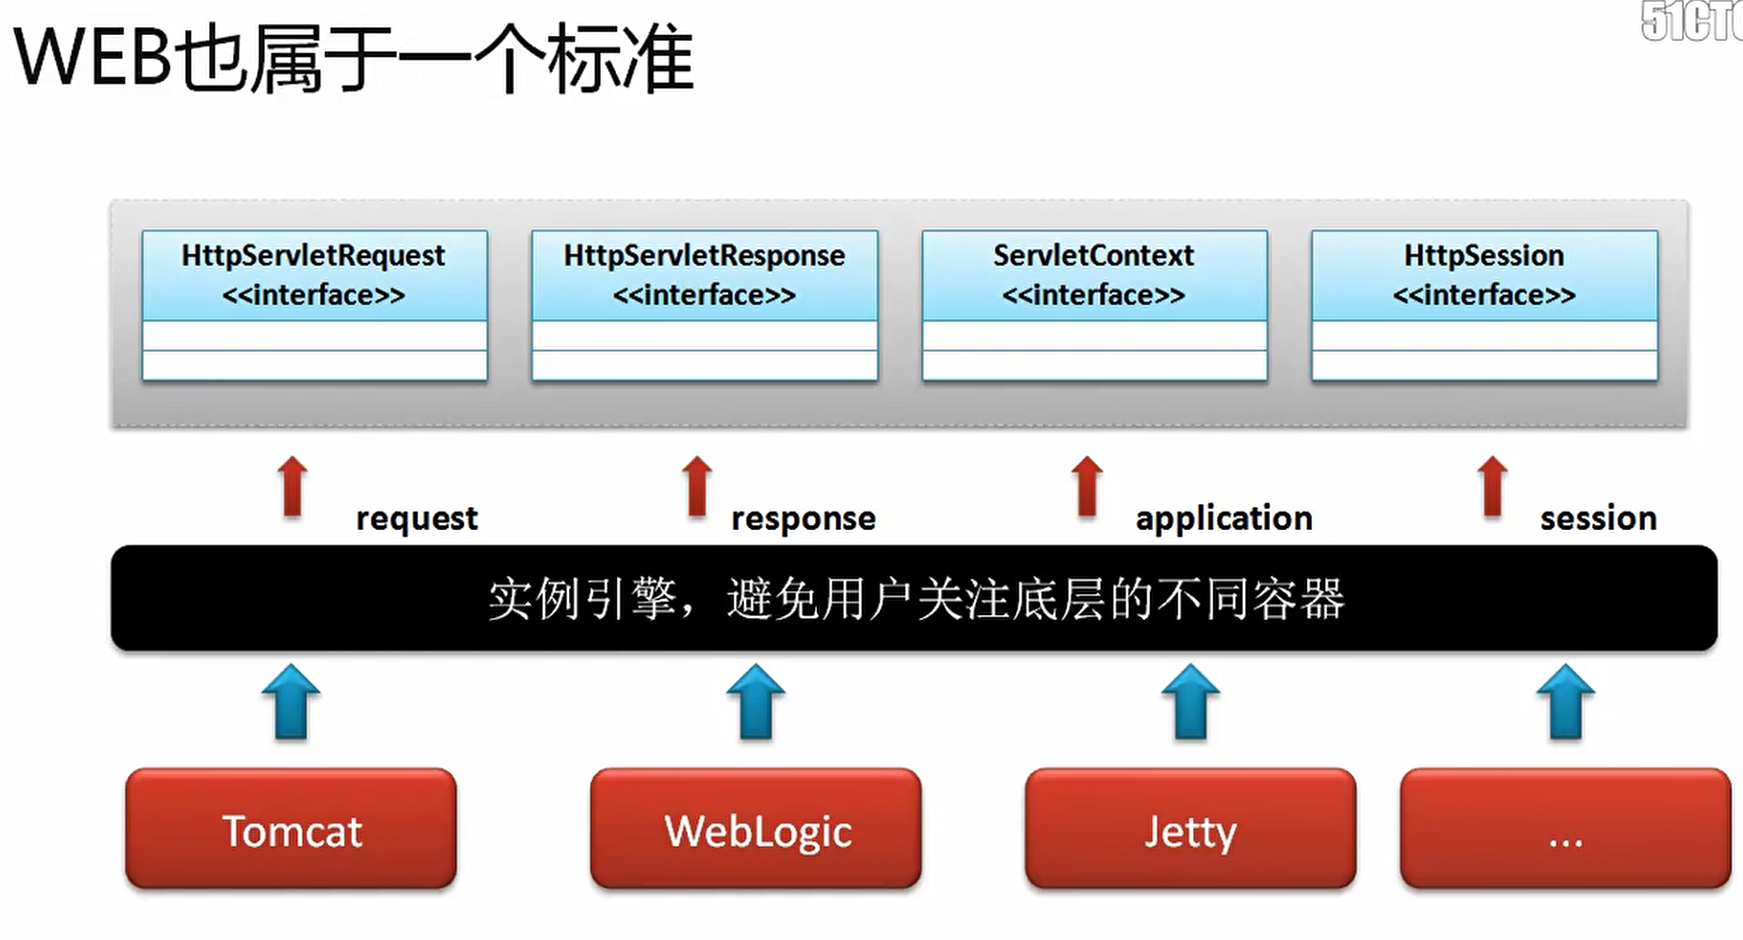 51CTO
WEB也属于一个标准
HttpServletRequest
<<interface>>
HttpServletResponse
<<interface>>
ServletContext
<<interface>>
HttpSession
<<interface>>
request
response
application
session
实例引擎，避免用户关注底层的不同容器
Tomcat
WebLogic
Jetty
...